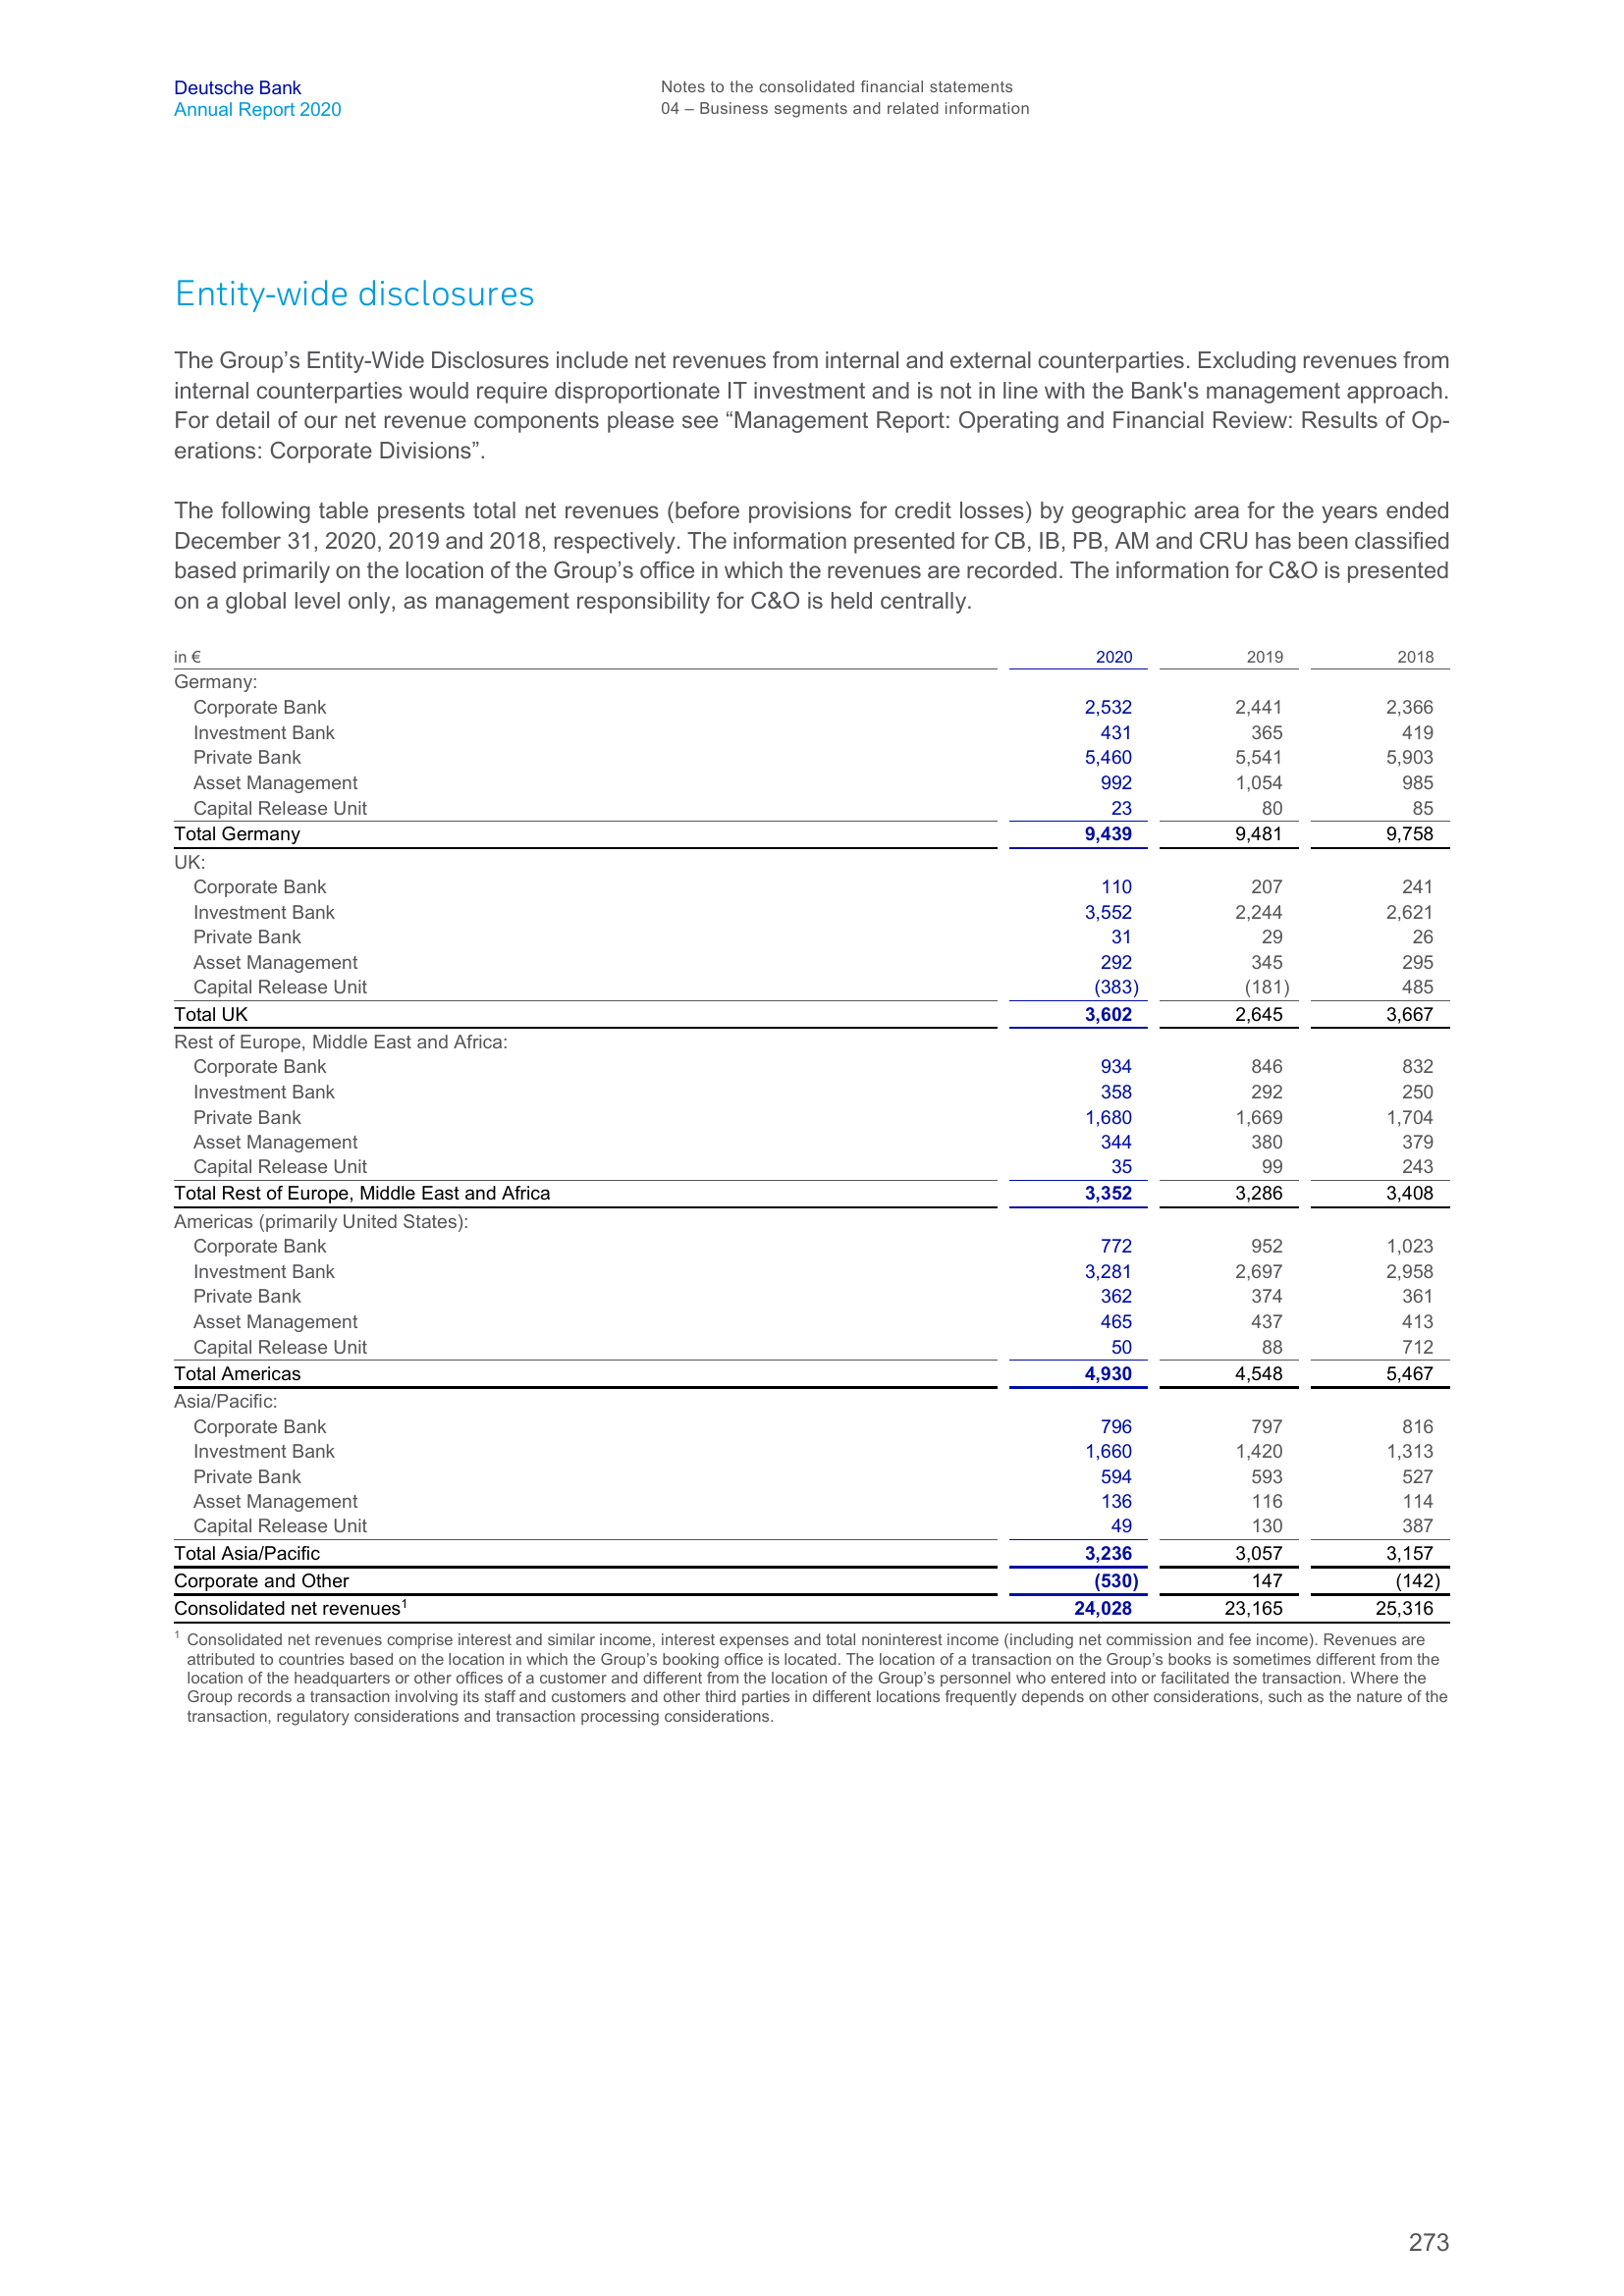 Deutsche Bank
Annual Report 2020
Notes to the consolidated financial statements
04 – Business segments and related information
Entity-wide disclosures
The Group’s Entity-Wide Disclosures include net revenues from internal and external counterparties. Excluding revenues from
internal counterparties would require disproportionate IT investment and is not in line with the Bank's management approach.
For detail of our net revenue components please see “Management Report: Operating and Financial Review: Results of Op-
erations: Corporate Divisions”.
The following table presents total net revenues (before provisions for credit losses) by geographic area for the years ended
December 31, 2020, 2019 and 2018, respectively. The information presented for CB, IB, PB, AM and CRU has been classified
based primarily on the location of the Group’s office in which the revenues are recorded. The information for C&O is presented
on a global level only, as management responsibility for C&O is held centrally.
in € 2020 2019 2018
Germany:
Corporate Bank 2,532 2,441 2,366
Investment Bank 431 365 419
Private Bank 5,460 5,541 5,903
Asset Management 992 1,054 985
Capital Release Unit 23 80 85
Total Germany 9,439 9,481 9,758
UK:
Corporate Bank 110 207 241
Investment Bank 3,552 2,244 2,621
Private Bank 31 29 26
Asset Management 292 345 295
Capital Release Unit (383) (181) 485
Total UK 3,602 2,645 3,667
Rest of Europe, Middle East and Africa:
Corporate Bank 934 846 832
Investment Bank 358 292 250
Private Bank 1,680 1,669 1,704
Asset Management 344 380 379
Capital Release Unit 35 99 243
Total Rest of Europe, Middle East and Africa 3,352 3,286 3,408
Americas (primarily United States):
Corporate Bank 772 952 1,023
Investment Bank 3,281 2,697 2,958
Private Bank 362 374 361
Asset Management 465 437 413
Capital Release Unit 50 88 712
Total Americas 4,930 4,548 5,467
Asia/Pacific:
Corporate Bank 796 797 816
Investment Bank 1,660 1,420 1,313
Private Bank 594 593 527
Asset Management 136 116 114
Capital Release Unit 49 130 387
Total Asia/Pacific 3,236 3,057 3,157
Corporate and Other (530) 147 (142)
Consolidated net revenues1 24,028 23,165 25,316
1 Consolidated net revenues comprise interest and similar income, interest expenses and total noninterest income (including net commission and fee income). Revenues are
attributed to countries based on the location in which the Group’s booking office is located. The location of a transaction on the Group’s books is sometimes different from the
location of the headquarters or other offices of a customer and different from the location of the Group’s personnel who entered into or facilitated the transaction. Where the
Group records a transaction involving its staff and customers and other third parties in different locations frequently depends on other considerations, such as the nature of the
transaction, regulatory considerations and transaction processing considerations.
273